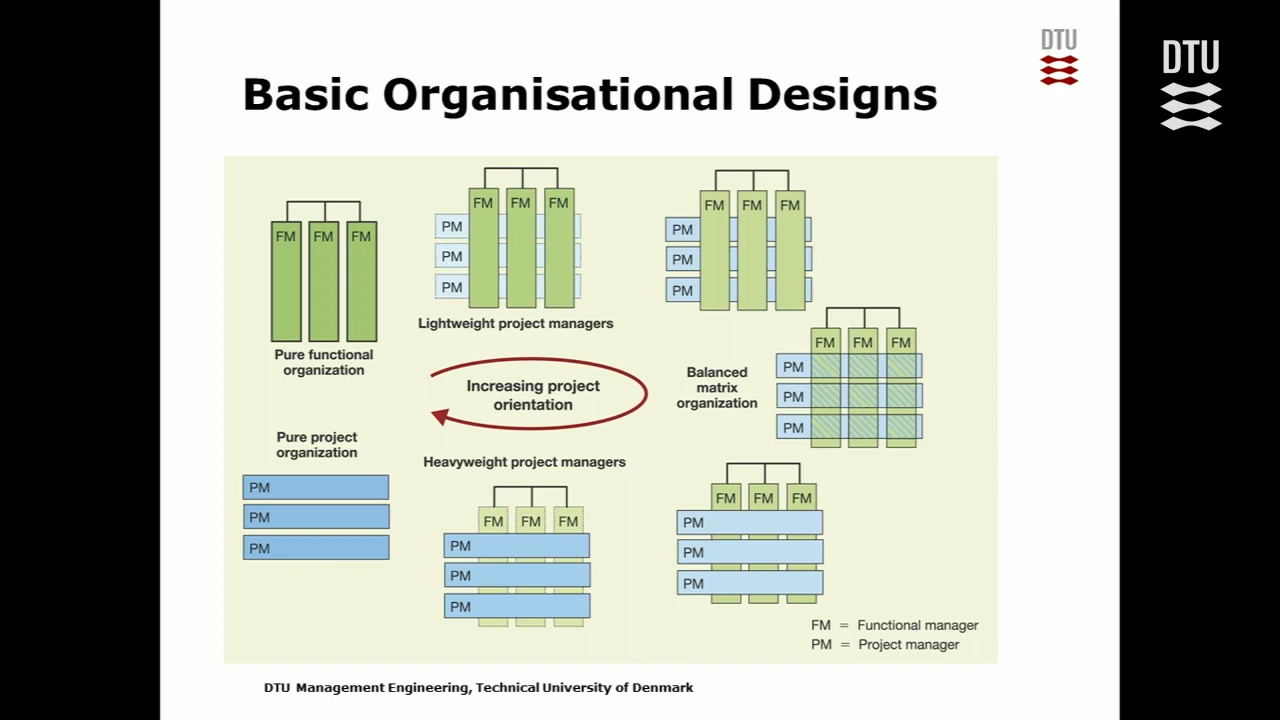 DTU
DTU
Basic Organisational Designs
FM FM FM
Pure functional
organization
FM FM FM
PM
PM
PM
Lightweight project managers
FM FM FM
PM
PM
PM
FM FM FM
PM
PM
PM
Balanced
matrix
organization
Increasing project
orientation
Pure project
organization
PM
PM
PM
Heavyweight project managers
FM FM FM
PM
PM
PM
FM FM FM
PM
PM
PM
FM = Functional manager
PM = Project manager
DTU Management Engineering, Technical University of Denmark